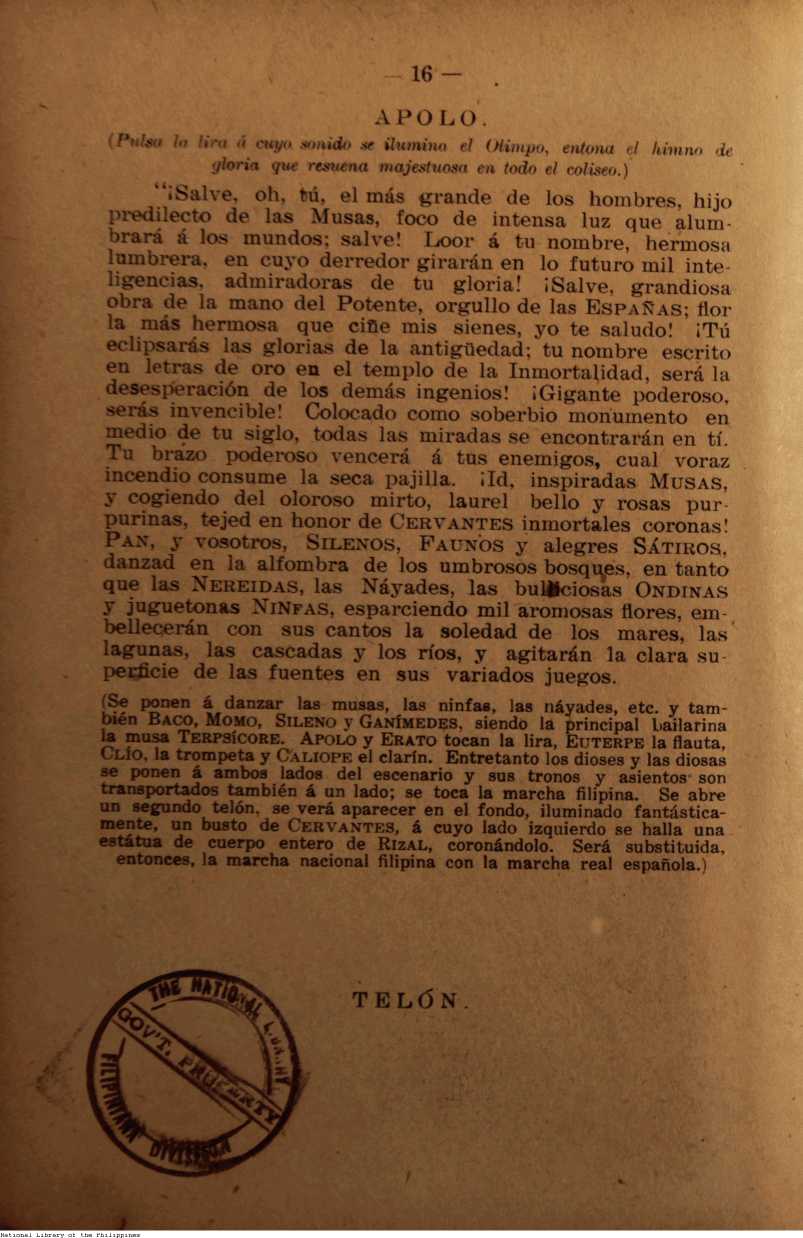 — 16 —
APOLO.
(Pulsa la lira á cuyo sonido se ilumina el Olimpo, entona el himno de
gloria que resuena majestuosa en todo el coliseo.)
“¡Salve, oh, tú, el más grande de los hombres, hijo
predilecto de las Musas, foco de intensa luz que alum-
brará á los mundos; salve! Loor á tu nombre, hermosa
lumbrera, en cuyo derredor girarán en lo futuro mil inte-
ligencias, admiradoras de tu gloria! ¡Salve, grandiosa
obra de la mano del Potente, orgullo de las ESPAÑAS; flor
la más hermosa que ciñe mis sienes, yo te saludo! ¡Tú
eclipsarás las glorias de la antigüedad; tu nombre escrito
en letras de oro en el templo de la Inmortalidad, será la
desesperación de los demás ingenios! ¡Gigante poderoso,
serás invencible! Colocado como soberbio monumento en
medio de tu siglo, todas las miradas se encontrarán en tí.
Tu brazo poderoso vencerá á tus enemigos, cual voraz
incendio consume la seca pajilla. ¡Id, inspiradas MUSAS,
y cogiendo del oloroso mirto, laurel bello y rosas pur-
purinas, tejed en honor de CERVANTES inmortales coronas!
PAN, y vosotros, SILENOS, FAUNOS y alegres SÁTIROS,
danzad en la alfombra de los umbrosos bosques, en tanto
que las NEREIDAS, las Náyades, las bulliciosas ONDINAS
y juguetonas NINFAS, esparciendo mil aromosas flores, em-
bellecerán con sus cantos la soledad de los mares, las
lagunas, las cascadas y los ríos, y agitarán la clara su-
perficie de las fuentes en sus variados juegos.
(Se ponen á danzar las musas, las ninfas, las náyades, etc. y tam-
bién BACO, MOMO, SILENO y GANÍMEDES, siendo la principal bailarina
la musa TERPSÍCORE. APOLO y ERATO tocan la lira, EUTERPE la flauta,
CLÍO, la trompeta y CALIOPE el clarín. Entretanto los dioses y las diosas
se ponen á ambos lados del escenario y sus tronos y asientos son
transportados también á un lado; se toca la marcha filipina. Se abre
un segundo telón, se verá aparecer en el fondo, iluminado fantástica-
mente, un busto de CERVANTES, á cuyo lado izquierdo se halla una
estátua de cuerpo entero de RIZAL, coronándolo. Será substituida,
entonces, la marcha nacional filipina con la marcha real española.)
TELÓN.
THE NATIONAL LIBRARY
GOV'T. PROPERTY
FILIPINIANA DIVISION
National Library of the Philippines